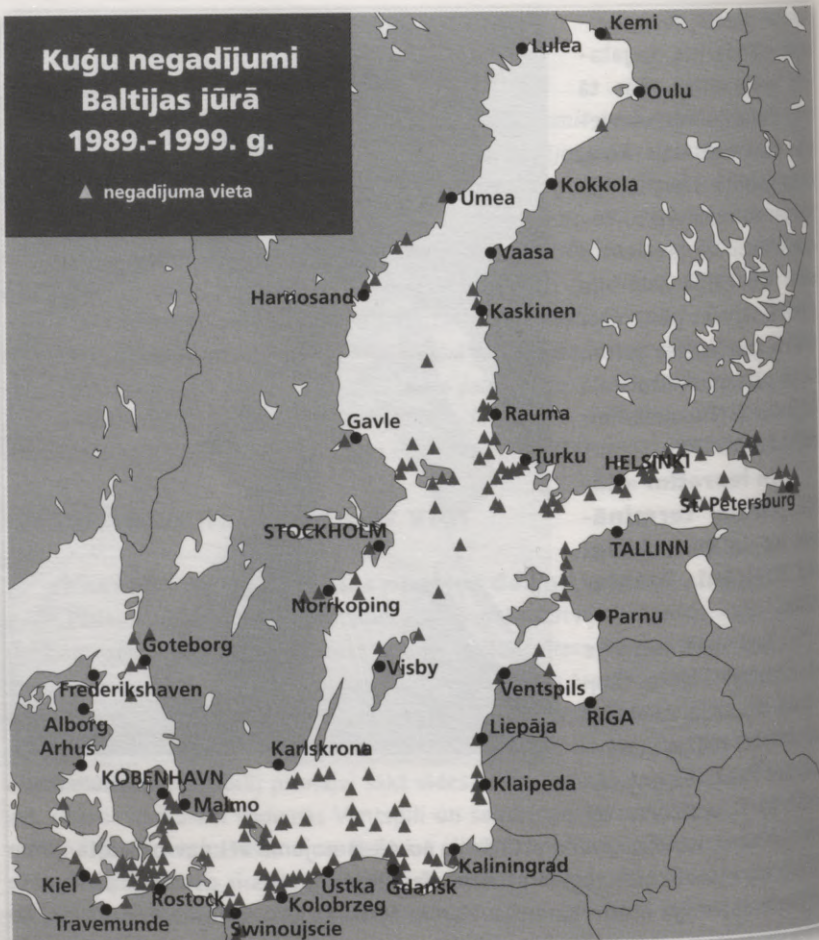 Kuģu negadījumi
Baltijas jūrā
1989.-1999. g.
▲ negadījuma vieta
Kemi
Lulea
Oulu
Umea
Kokkola
Vaasa
Harnosand
Kaskinen
Gavle
Rauma
Turku
HELSINKI
St. Petersburg
STOCKHOLM
TALLINN
Norrkoping
Parnu
Goteborg
Visby
Frederikshaven
Ventspils
RĪGA
Alborg
Liepāja
Arhus
Karlskrona
KOBENHAVN
Klaipeda
Malmo
Kaliningrad
Kiel
Rostock
Ustka
Gdansk
Kolobrzeg
Travemunde
Swinoujscie